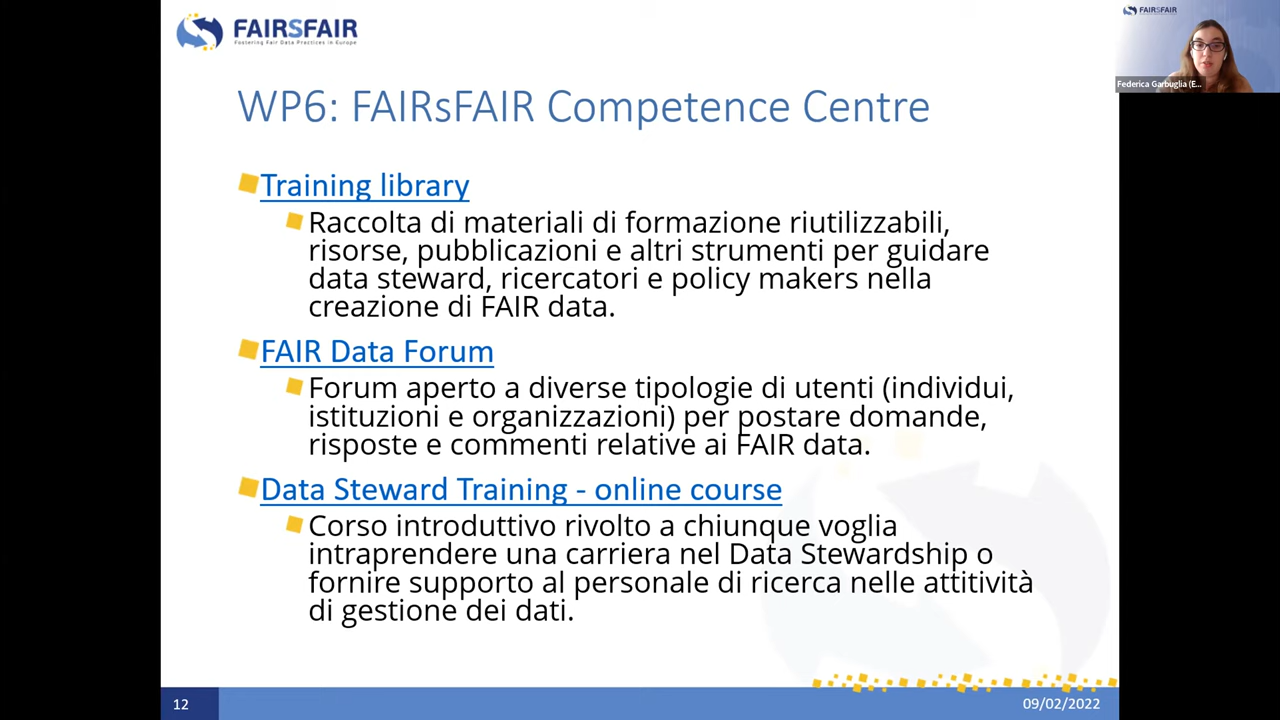 FAIRSFAIR
Fostering Fair Data Practices in Europe
FAIRSFAIR
Federica Garbuglia (E...
WP6: FAIRsFAIR Competence Centre
Training library
Raccolta di materiali di formazione riutilizzabili,
risorse, pubblicazioni e altri strumenti per guidare
data steward, ricercatori e policy makers nella
creazione di FAIR data.
FAIR Data Forum
Forum aperto a diverse tipologie di utenti (individui,
istituzioni e organizzazioni) per postare domande,
risposte e commenti relative ai FAIR data.
Data Steward Training - online course
Corso introduttivo rivolto a chiunque voglia
intraprendere una carriera nel Data Stewardship o
fornire supporto al personale di ricerca nelle attitività
di gestione dei dati.
12
09/02/2022